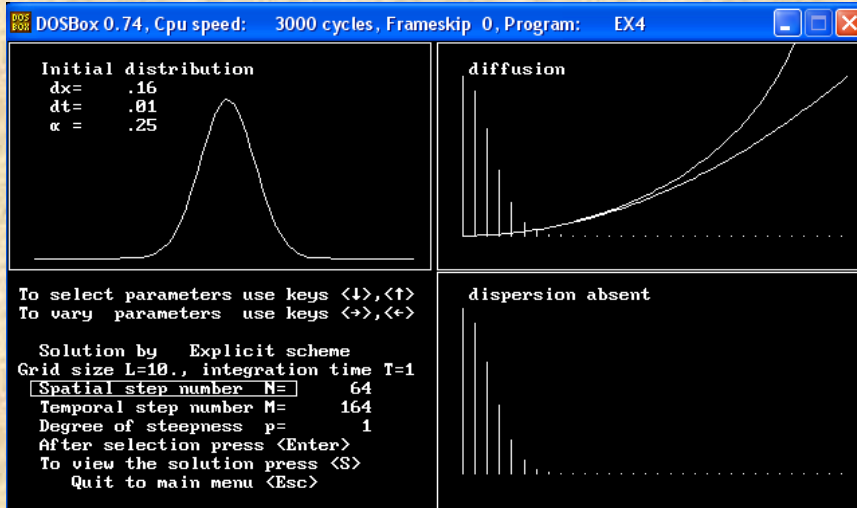 DOS BOX DOSBox 0.74, Cpu speed: 3000 cycles, Frameskip 0, Program: EX4
Initial distribution
dx= .16
dt= .01
α = .25
diffusion
To select parameters use keys <↓>,<↑>
To vary parameters use keys <→>,<←>
Solution by Explicit scheme
Grid size L=10., integration time T=1
Spatial step number N= 64
Temporal step number M= 164
Degree of steepness p= 1
After selection press <Enter>
To view the solution press <S>
Quit to main menu <Esc>
dispersion absent